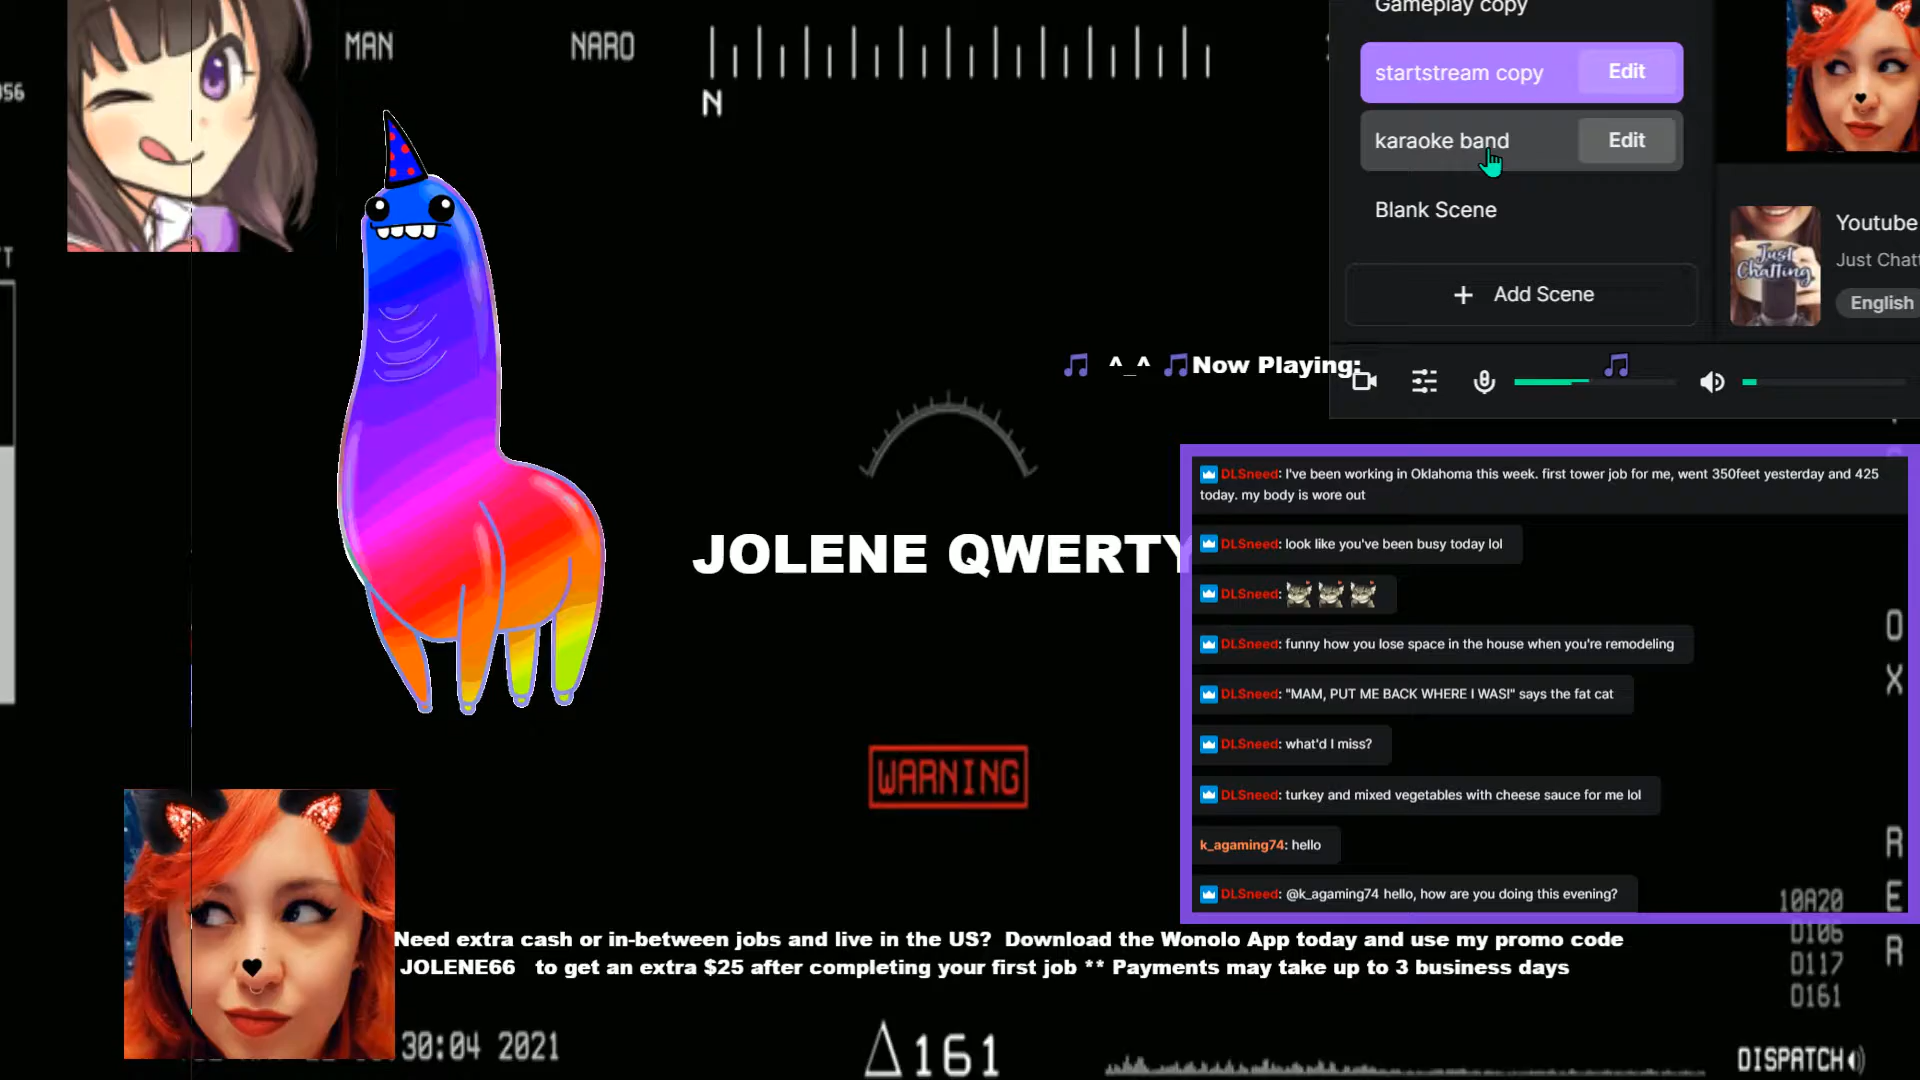 Gameplay copy
MAN
NARO
startstream copy
Edit
956
N
karaoke band
Edit
Blank Scene
Youtube
Just Chatting
Just Chatt
English
+ Add Scene
T
^_^ Now Playing:
DLSneed: I've been working in Oklahoma this week. first tower job for me, went 350feet yesterday and 425
today. my body is wore out
JOLENE QWERTY
DLSneed: look like you've been busy today lol
DLSneed:
DLSneed: funny how you lose space in the house when you're remodeling
DLSneed: "MAM, PUT ME BACK WHERE I WAS!" says the fat cat
DLSneed: what'd I miss?
WARNING
DLSneed: turkey and mixed vegetables with cheese sauce for me lol
k_agaming74: hello
DLSneed: @k_agaming74 hello, how are you doing this evening?
O
X
R
E
R
10A20
D106
D117
D161
Need extra cash or in-between jobs and live in the US? Download the Wonolo App today and use my promo code
JOLENE66 to get an extra $25 after completing your first job ** Payments may take up to 3 business days
30:04 2021
Δ161
DISPATCH